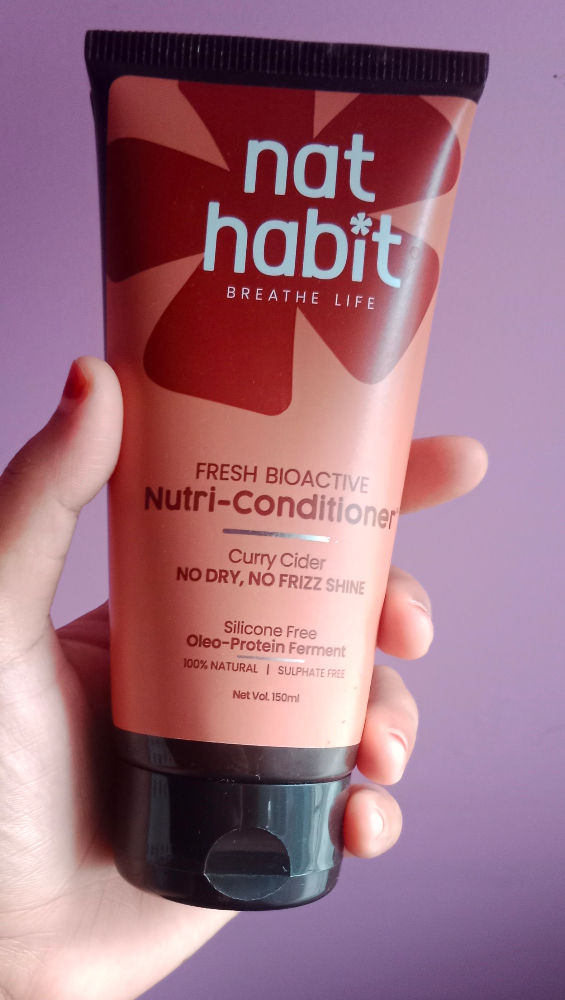 nat
habit
BREATHE LIFE
FRESH BIOACTIVE
Nutri-Conditioner
Curry Cider
NO DRY, NO FRIZZ SHINE
Silicone Free
Oleo-Protein Ferment
100% NATURAL | SULPHATE FREE
Net Vol. 150ml